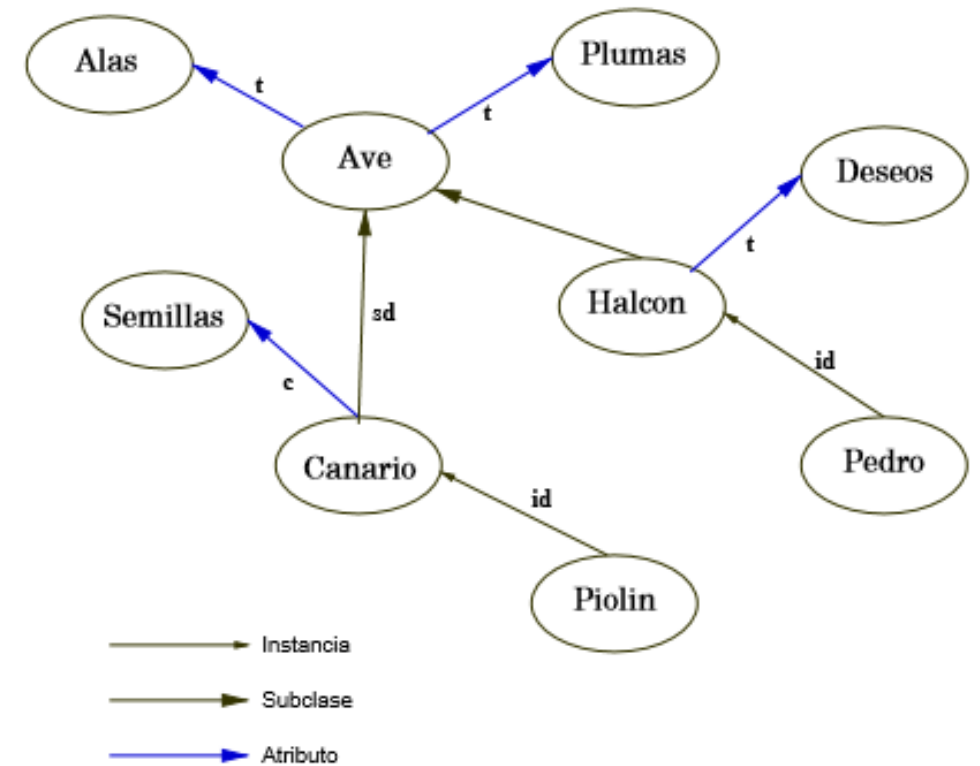 Alas
Plumas
t
t
Ave
Deseos
t
Semillas
sd
Halcon
c
id
Canario
Pedro
id
Piolin
Instancia
Subclase
Atributo